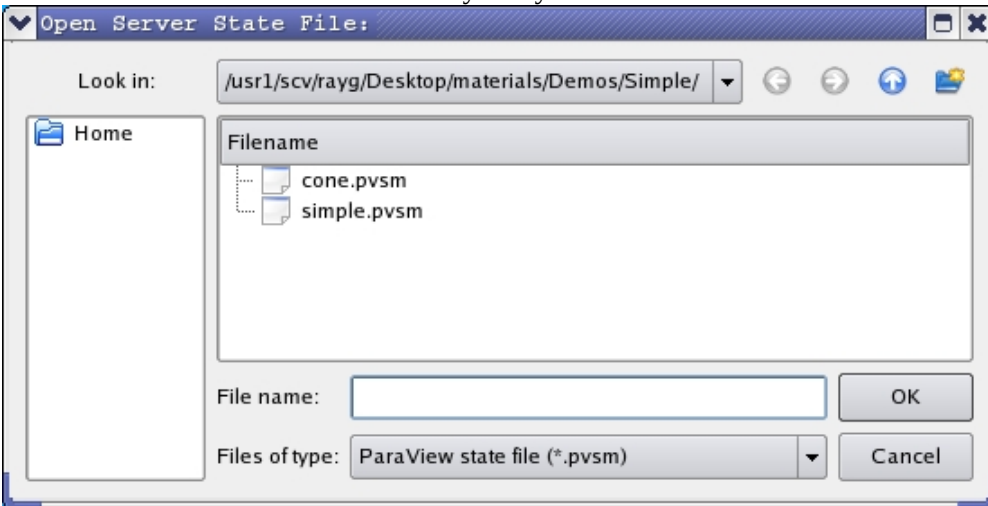 Open Server State File:
Look in: /usr1/scv/rayg/Desktop/materials/Demos/Simple/
Home
Filename
cone.pvsm
simple.pvsm
File name: OK
Files of type: ParaView state file (*.pvsm) Cancel